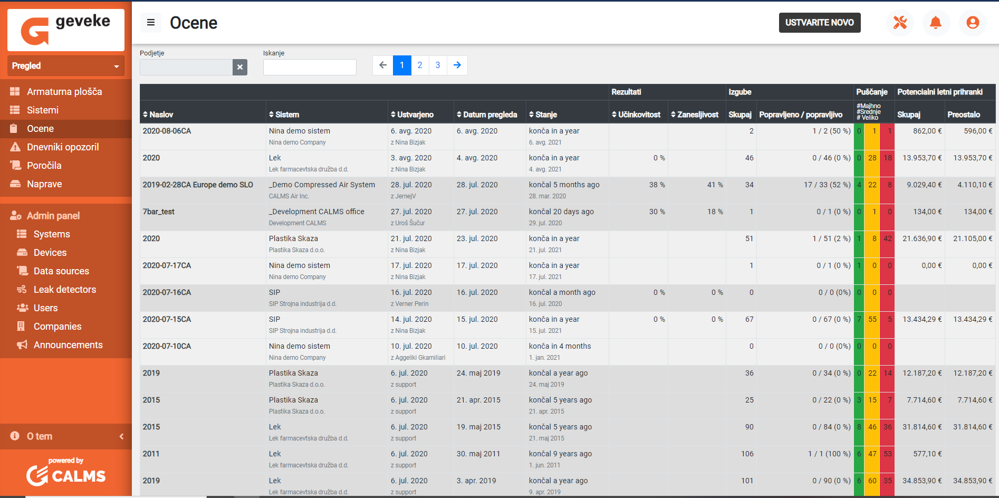 geveke
Pregled
Armaturna plošča
Sistemi
Ocene
Dnevniki opozoril
Poročila
Naprave
Admin panel
Systems
Devices
Data sources
Leak detectors
Users
Companies
Announcements
O tem
powered by
CALMS
Ocene
USTVARITE NOVO
Podjetje
Iskanje
1 2 3
Rezultati Izgube Puščanje Potencialni letni prihranki
Naslov Sistem Ustvarjeno Datum pregleda Stanje Učinkovitost Zanesljivost Skupaj Popravljeno / popravljivo #Majhno #Srednje # Veliko Skupaj Preostalo
2020-08-06CA Nina demo sistem 6. avg. 2020 6. avg. 2020 konča in a year 2 1 / 2 (50 %) 0 1 1 862,00 € 596,00 €
Nina demo Company z Nina Bizjak 6. avg. 2021
2020 Lek 3. avg. 2020 4. avg. 2020 konča in a year 0 % 46 0 / 46 (0 %) 0 28 18 13.953,70 € 13.953,70 €
Lek farmacevtska družba d.d. z Nina Bizjak 4. avg. 2021
2019-02-28CA Europe demo SLO _Demo Compressed Air System 28. jul. 2020 28. jul. 2020 končal 5 months ago 38 % 41 % 34 17 / 33 (52 %) 4 22 8 9.029,40 € 4.110,10 €
CALMS Air Inc. z JernejV 28. mar. 2020
7bar_test _Development CALMS office 27. jul. 2020 27. jul. 2020 končal 20 days ago 30 % 18 % 1 0 / 1 (0 %) 0 1 0 134,00 € 134,00 €
Development CALMS z Uroš Šučur 29. jul. 2020
2020 Plastika Skaza 21. jul. 2020 23. jul. 2020 konča in a year 51 1 / 51 (2 %) 1 8 42 21.636,90 € 21.105,00 €
Plastika Skaza d.o.o. z Nina Bizjak 21. jul. 2021
2020-07-17CA Nina demo sistem 17. jul. 2020 17. jul. 2020 konča in a year 1 0 / 1 (0 %) 1 0 0 0,00 € 0,00 €
Nina demo Company z Nina Bizjak 17. jul. 2021
2020-07-16CA SIP 16. jul. 2020 16. jul. 2020 končal a month ago 0 % 0 % 0 0 / 0 (0%) 0 0 0
SIP Strojna industrija d.d. z Verner Perin 16. jul. 2020
2020-07-15CA SIP 14. jul. 2020 15. jul. 2020 konča in a year 0 % 0 % 67 0 / 67 (0 %) 7 55 5 13.434,29 € 13.434,29 €
SIP Strojna industrija d.d. z Nina Bizjak 15. jul. 2021
2020-07-10CA Nina demo sistem 10. jul. 2020 10. jul. 2020 konča in 4 months 0 0 / 0 (0%) 0 0 0
Nina demo Company z Aggeliki Gkamiliari 1. jan. 2021
2019 Plastika Skaza 6. jul. 2020 24. maj 2019 končal a year ago 36 0 / 34 (0 %) 0 22 14 12.187,20 € 12.187,20 €
Plastika Skaza d.o.o. z support 24. maj 2019
2015 Plastika Skaza 6. jul. 2020 21. apr. 2015 končal 5 years ago 25 0 / 22 (0 %) 3 15 7 7.714,60 € 7.714,60 €
Plastika Skaza d.o.o. z support 21. apr. 2015
2015 Lek 6. jul. 2020 19. maj 2015 končal 5 years ago 90 0 / 84 (0 %) 8 46 36 31.814,60 € 31.814,60 €
Lek farmacevtska družba d.d. z support 21. maj 2015
2011 Lek 6. jul. 2020 30. maj 2011 končal 9 years ago 106 1 / 1 (100 %) 6 47 53 577,10 €
Lek farmacevtska družba d.d. z support 1. jun. 2011
2019 Lek 6. jul. 2020 3. apr. 2019 končal a year ago 101 0 / 90 (0 %) 6 60 35 34.853,90 € 34.853,90 €
Lek farmacevtska družba d.d. z support 9. apr. 2019